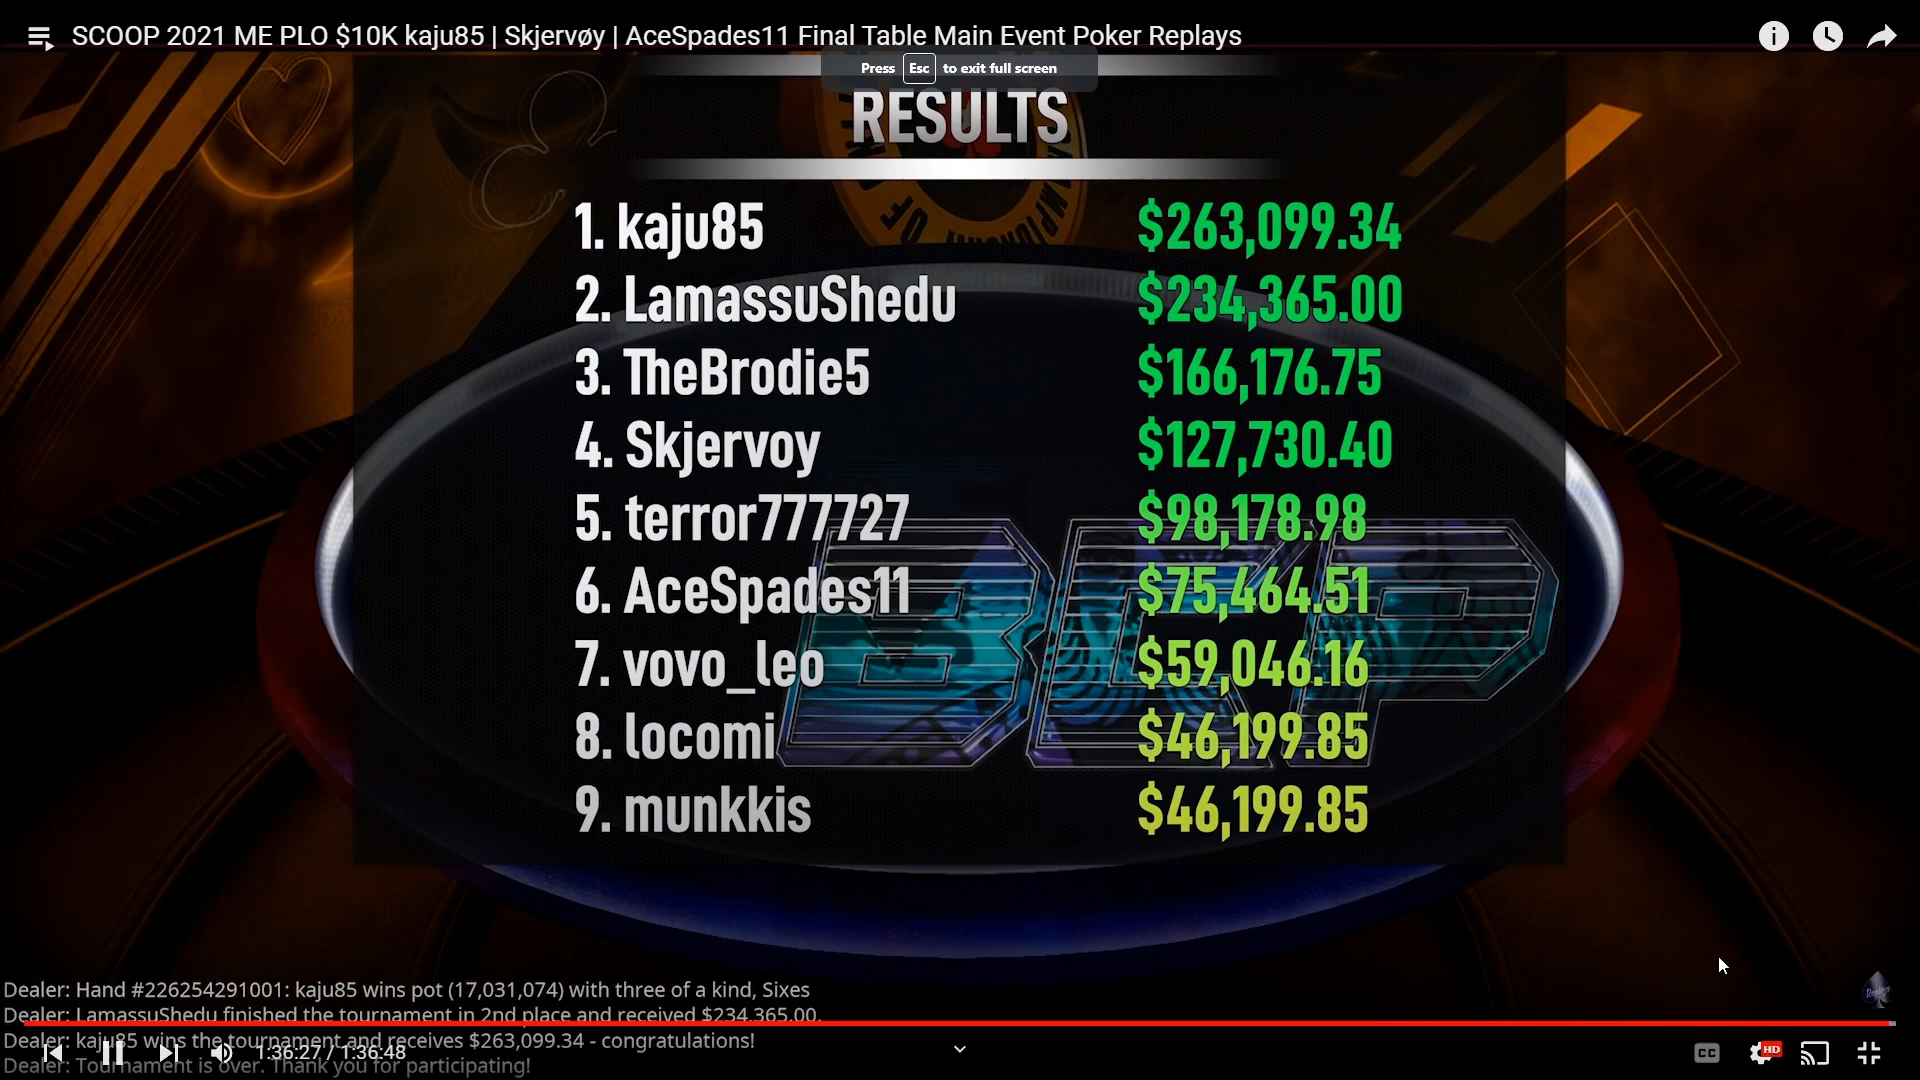 SCOOP 2021 ME PLO $10K kaju85 | Skjervøy | AceSpades11 Final Table Main Event Poker Replays
Press Esc to exit full screen
RESULTS
1. kaju85 $263,099.34
2. LamassuShedu $234,365.00
3. TheBrodie5 $166,176.75
4. Skjervoy $127,730.40
5. terror777727 $98,178.98
6. AceSpades11 $75,464.51
7. vovo_leo $59,046.16
8. locomi $46,199.85
9. munkkis $46,199.85
BCP
Dealer: Hand #226254291001: kaju85 wins pot (17,031,074) with three of a kind, Sixes
Dealer: LamassuShedu finished the tournament in 2nd place and received $234,365.00.
Dealer: kaju85 wins the tournament and receives $263,099.34 - congratulations!
1:36:27 / 1:36:48
CC
HD
Dealer: Tournament is over. Thank you for participating!